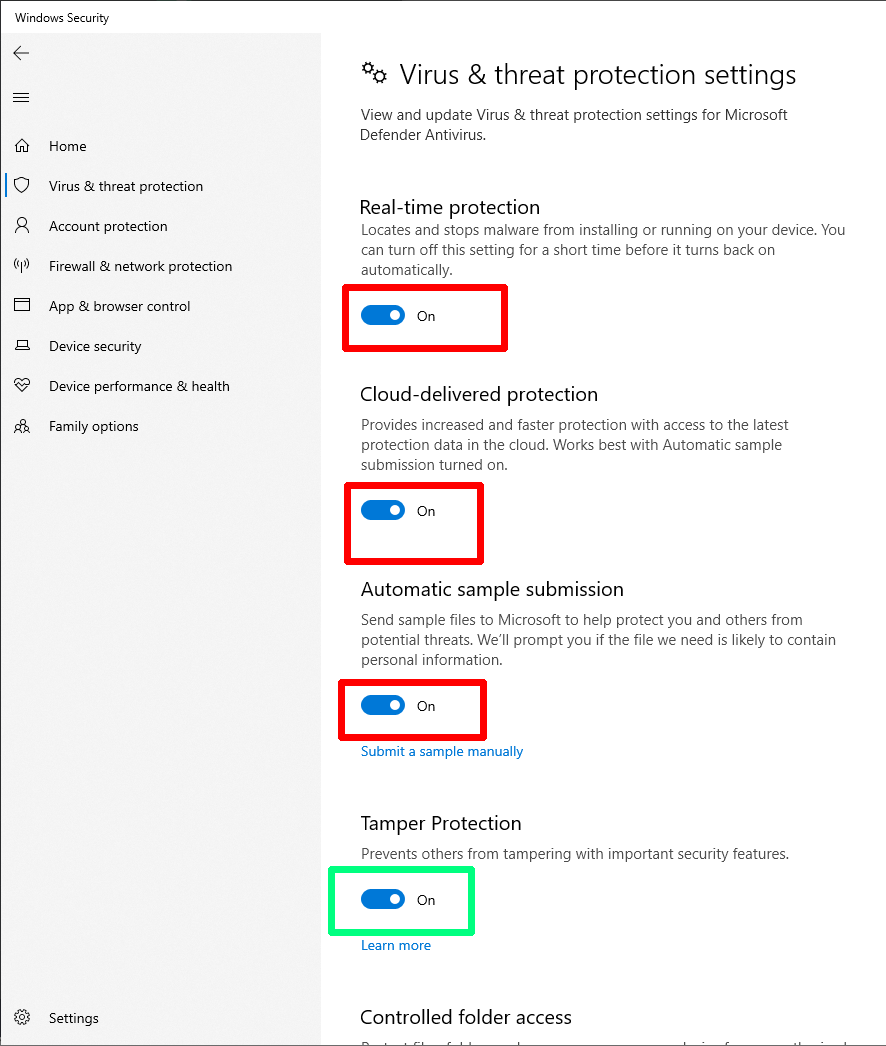 Windows Security
Home
Virus & threat protection
Account protection
Firewall & network protection
App & browser control
Device security
Device performance & health
Family options
Settings
Virus & threat protection settings
View and update Virus & threat protection settings for Microsoft
Defender Antivirus.
Real-time protection
Locates and stops malware from installing or running on your device. You
can turn off this setting for a short time before it turns back on
automatically.
On
Cloud-delivered protection
Provides increased and faster protection with access to the latest
protection data in the cloud. Works best with Automatic sample
submission turned on.
On
Automatic sample submission
Send sample files to Microsoft to help protect you and others from
potential threats. We'll prompt you if the file we need is likely to contain
personal information.
On
Submit a sample manually
Tamper Protection
Prevents others from tampering with important security features.
On
Learn more
Controlled folder access